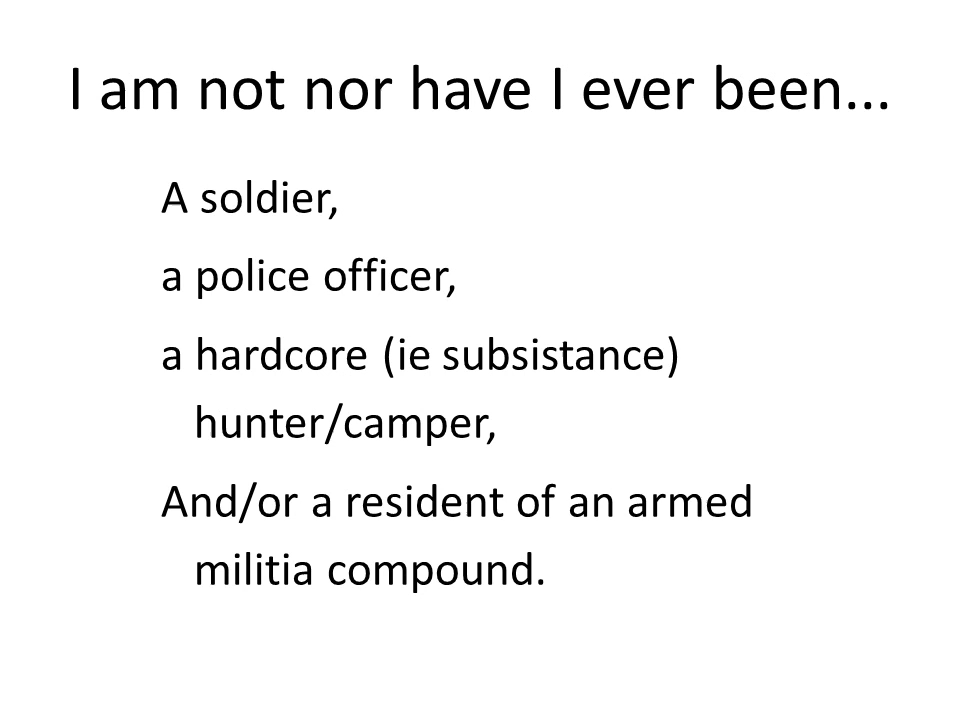 I am not nor have I ever been...
A soldier,
a police officer,
a hardcore (ie subsistance)
hunter/camper,
And/or a resident of an armed
militia compound.